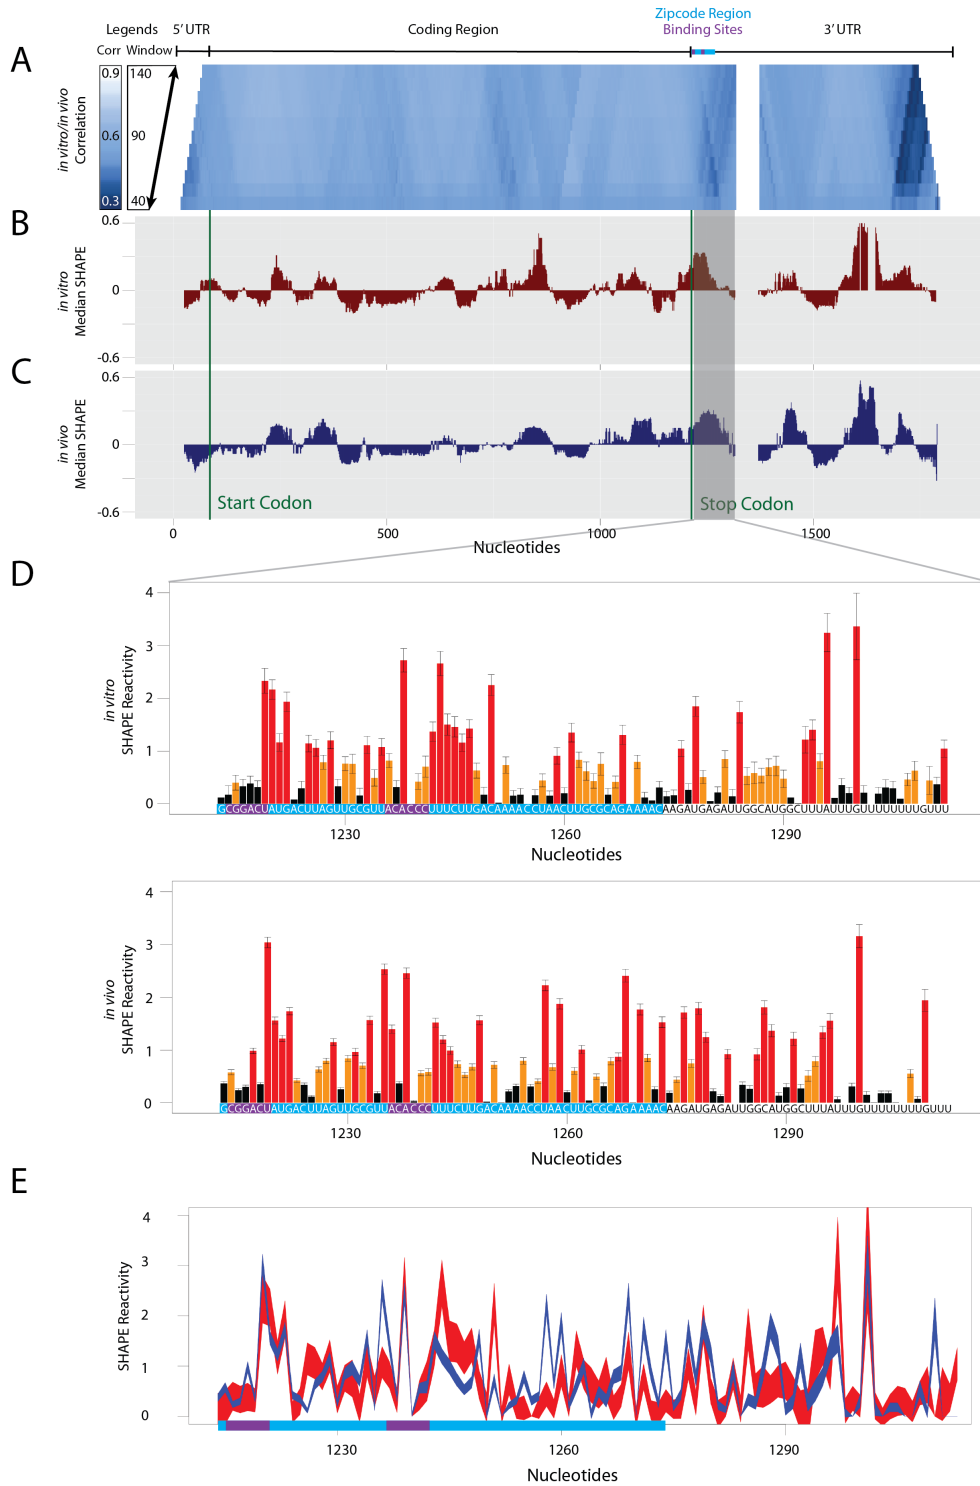 Zipcode Region
Legends 5' UTR Coding Region Binding Sites 3' UTR
Corr Window
A
0.9 140
0.6 90
0.3 40
in vitro/in vivo
Correlation
B
0.6
0
-0.6
in vitro
Median SHAPE
C
0.6
0
-0.6
in vivo
Median SHAPE
Start Codon
Stop Codon
0 500 1000 1500
Nucleotides
D
4
3
2
1
0
in vitro
SHAPE Reactivity
GCGGACUAUGACUUAGUUGCGUUACACCCUUUCUUGACAAAACCUAACUUGCGCAGAAAACAAGAUGAGAUUGGCAUGGCUUUAUUUGUUUUUUUUGUUU
1230 1260 1290
Nucleotides
4
3
2
1
0
in vivo
SHAPE Reactivity
GCGGACUAUGACUUAGUUGCGUUACACCCUUUCUUGACAAAACCUAACUUGCGCAGAAAACAAGAUGAGAUUGGCAUGGCUUUAUUUGUUUUUUUUGUUU
1230 1260 1290
Nucleotides
E
4
3
2
1
0
SHAPE Reactivity
1230 1260 1290
Nucleotides